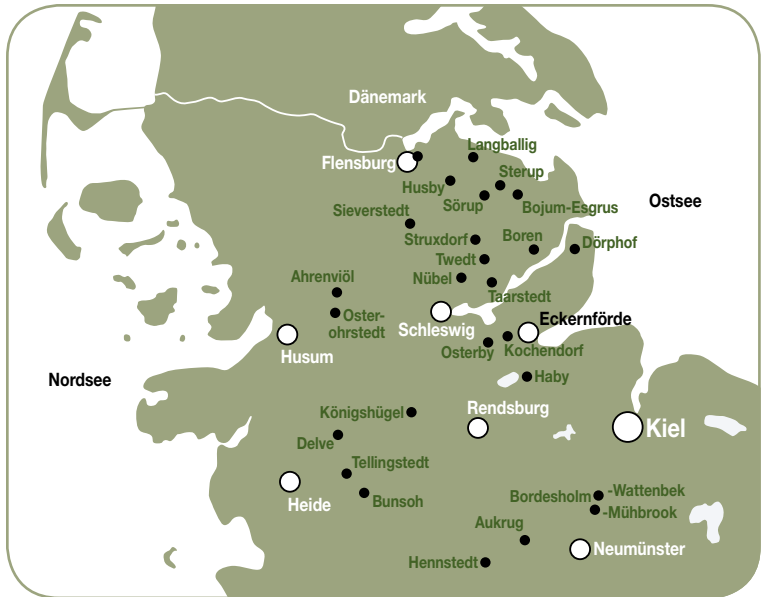 Dänemark
Langballig
Flensburg
Sterup
Husby
Sörup
Bojum-Esgrus
Ostsee
Sieverstedt
Struxdorf
Boren
Dörphof
Twedt
Nübel
Ahrenviöl
Taarstedt
Oster-
ohrstedt
Schleswig
Eckernförde
Husum
Osterby
Kochendorf
Nordsee
Haby
Königshügel
Rendsburg
Kiel
Delve
Tellingstedt
Heide
Bunsoh
Bordesholm
-Wattenbek
-Mühbrook
Aukrug
Neumünster
Hennstedt